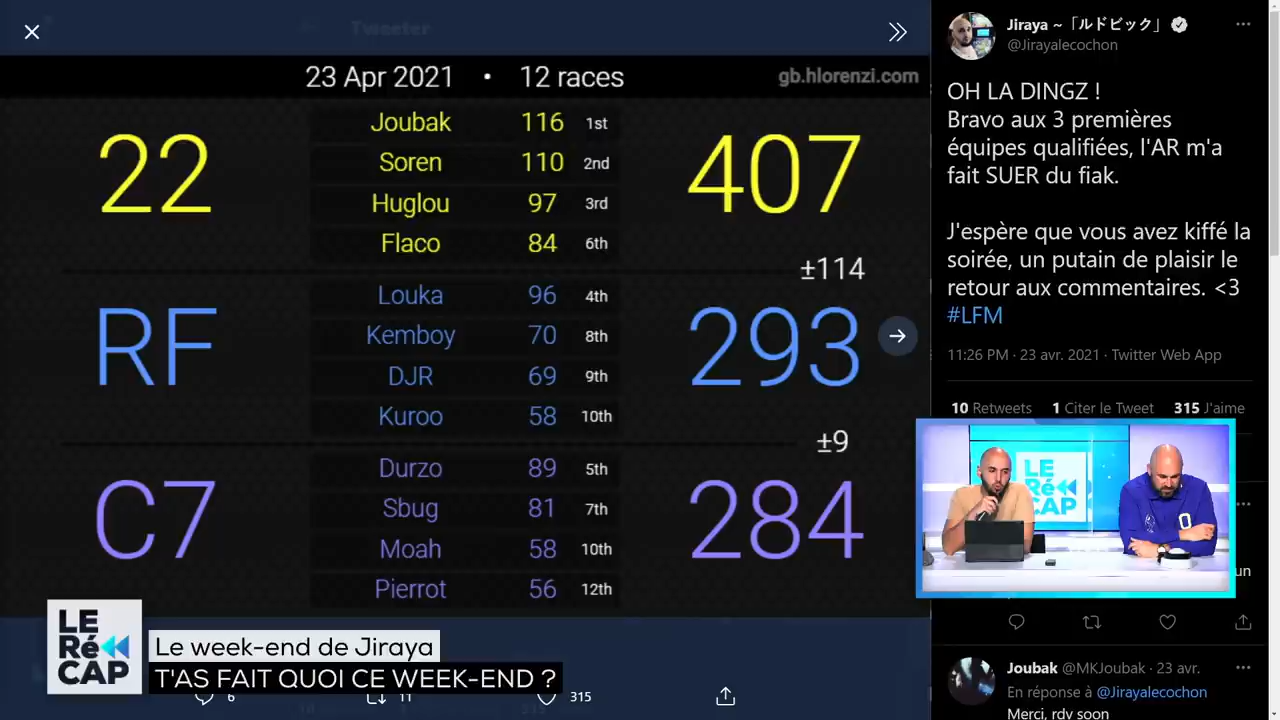 Tweeter
23 Apr 2021 • 12 races
gb.hlorenzi.com
22
Joubak 116 1st
Soren 110 2nd
Huglou 97 3rd
Flaco 84 6th
407
±114
RF
Louka 96 4th
Kemboy 70 8th
DJR 69 9th
Kuroo 58 10th
293
±9
C7
Durzo 89 5th
Sbug 81 7th
Moah 58 10th
Pierrot 56 12th
284
LE
Ré
CAP
Le week-end de Jiraya
T'AS FAIT QUOI CE WEEK-END ?
6
11
315
Jiraya ~「ルドビック」
@Jirayalecochon
OH LA DINGZ !
Bravo aux 3 premières
équipes qualifiées, l'AR m'a
fait SUER du fiak.
J'espère que vous avez kiffé la
soirée, un putain de plaisir le
retour aux commentaires. <3
#LFM
11:26 PM · 23 avr. 2021 · Twitter Web App
10 Retweets 1 Citer le Tweet 315 J'aime
LE
Ré
CAP
un
Joubak @MKJoubak · 23 avr.
En réponse à @Jirayalecochon
Merci, rdv soon